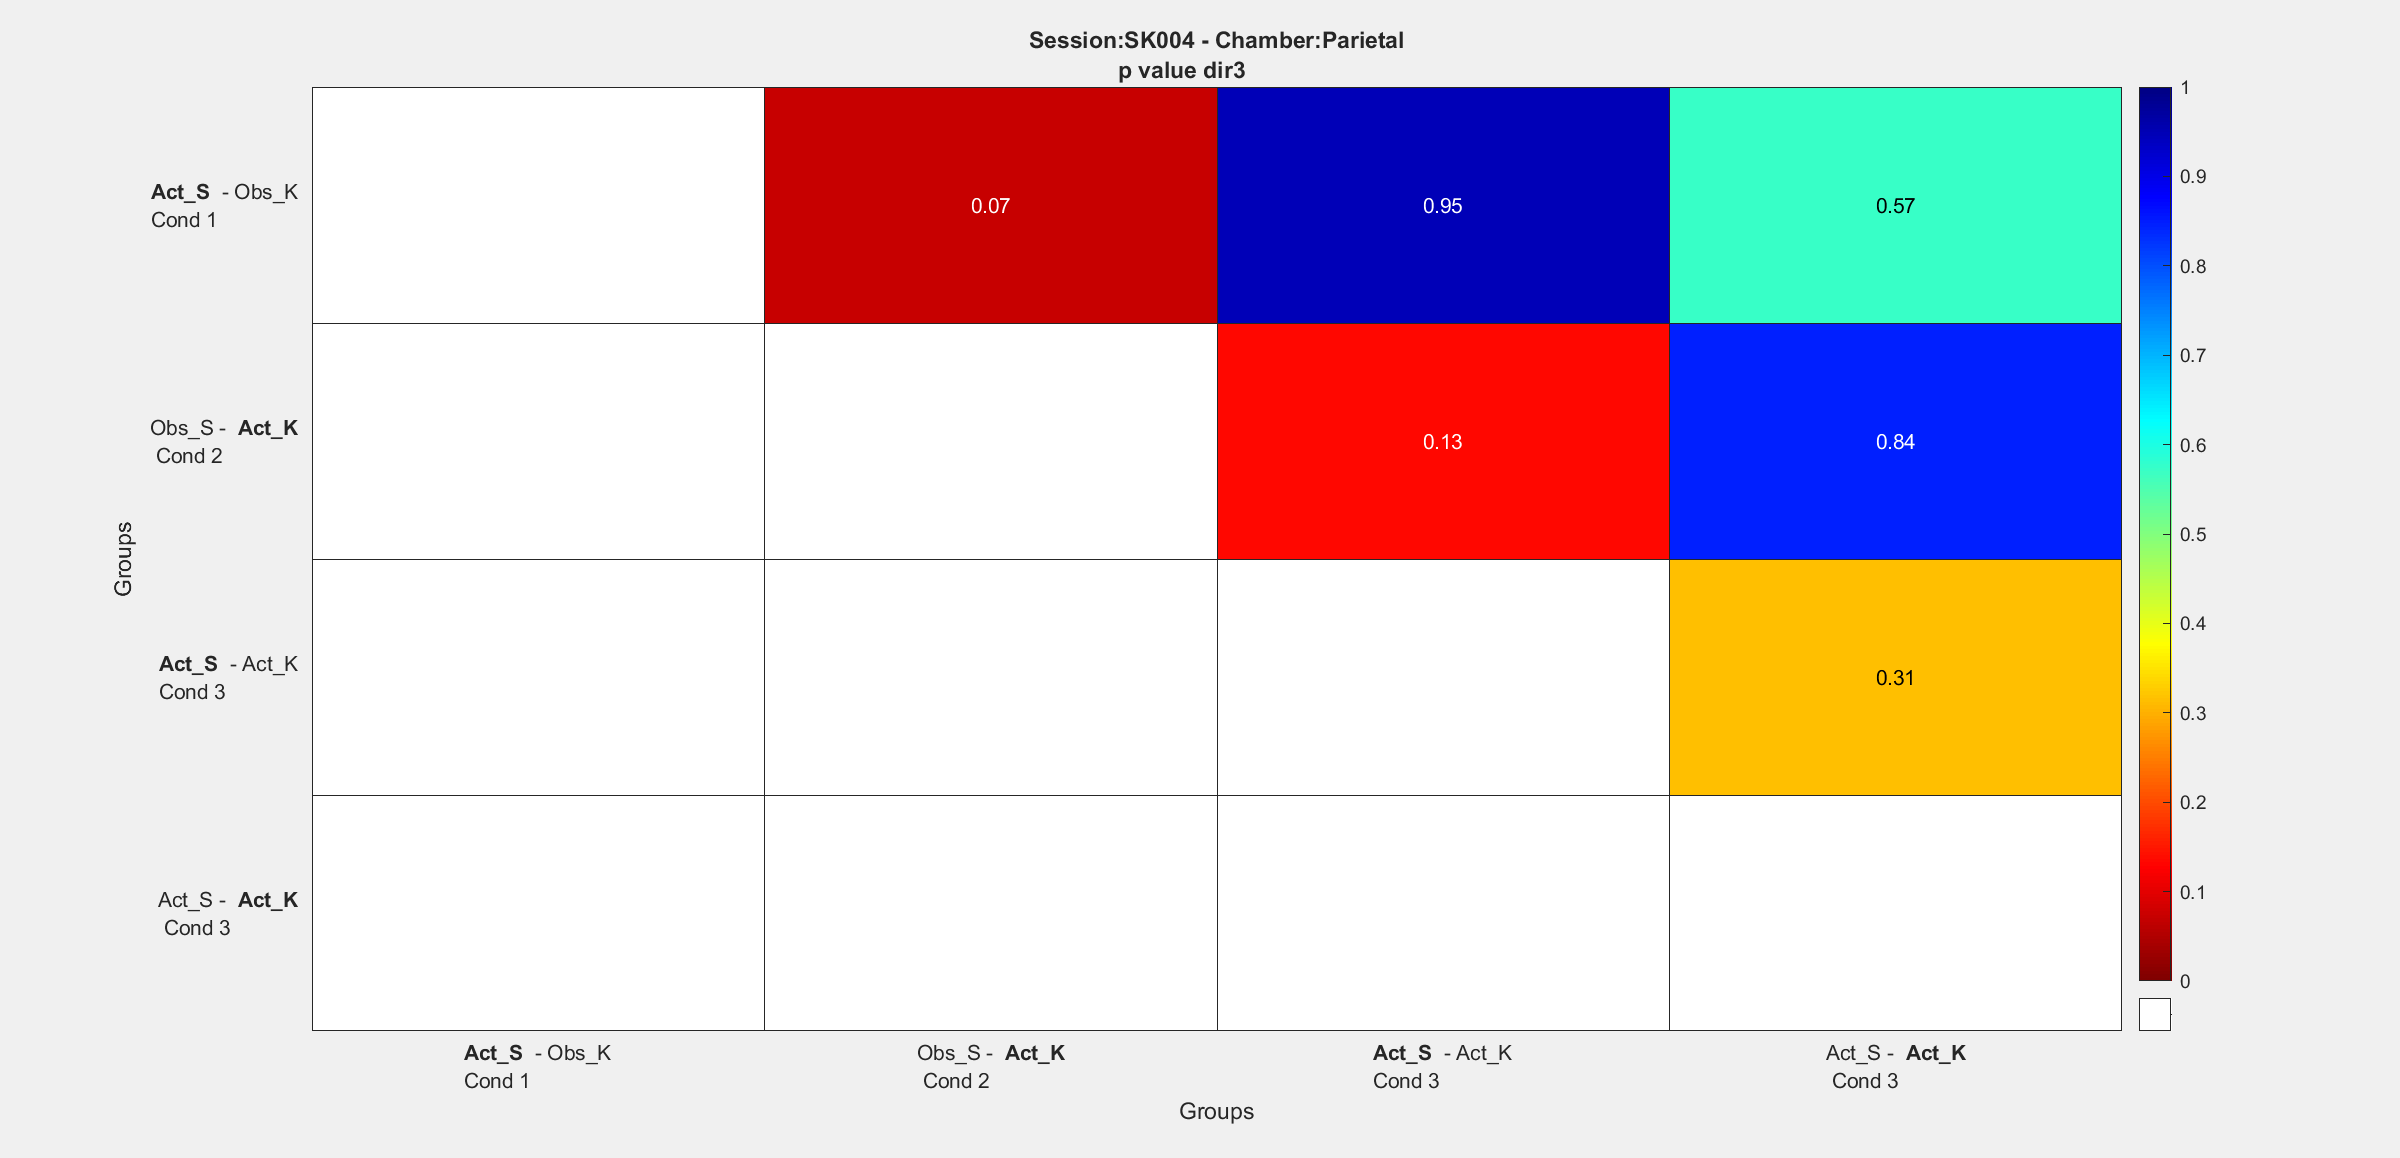 Session:SK004 - Chamber:Parietal
p value dir3
Act_S - Obs_K
Cond 1
0.07
0.95
0.57
Obs_S - Act_K
Cond 2
0.13
0.84
Act_S - Act_K
Cond 3
0.31
Act_S - Act_K
Cond 3
Groups
1
0.9
0.8
0.7
0.6
0.5
0.4
0.3
0.2
0.1
0
Act_S - Obs_K
Cond 1
Obs_S - Act_K
Cond 2
Act_S - Act_K
Cond 3
Act_S - Act_K
Cond 3
Groups